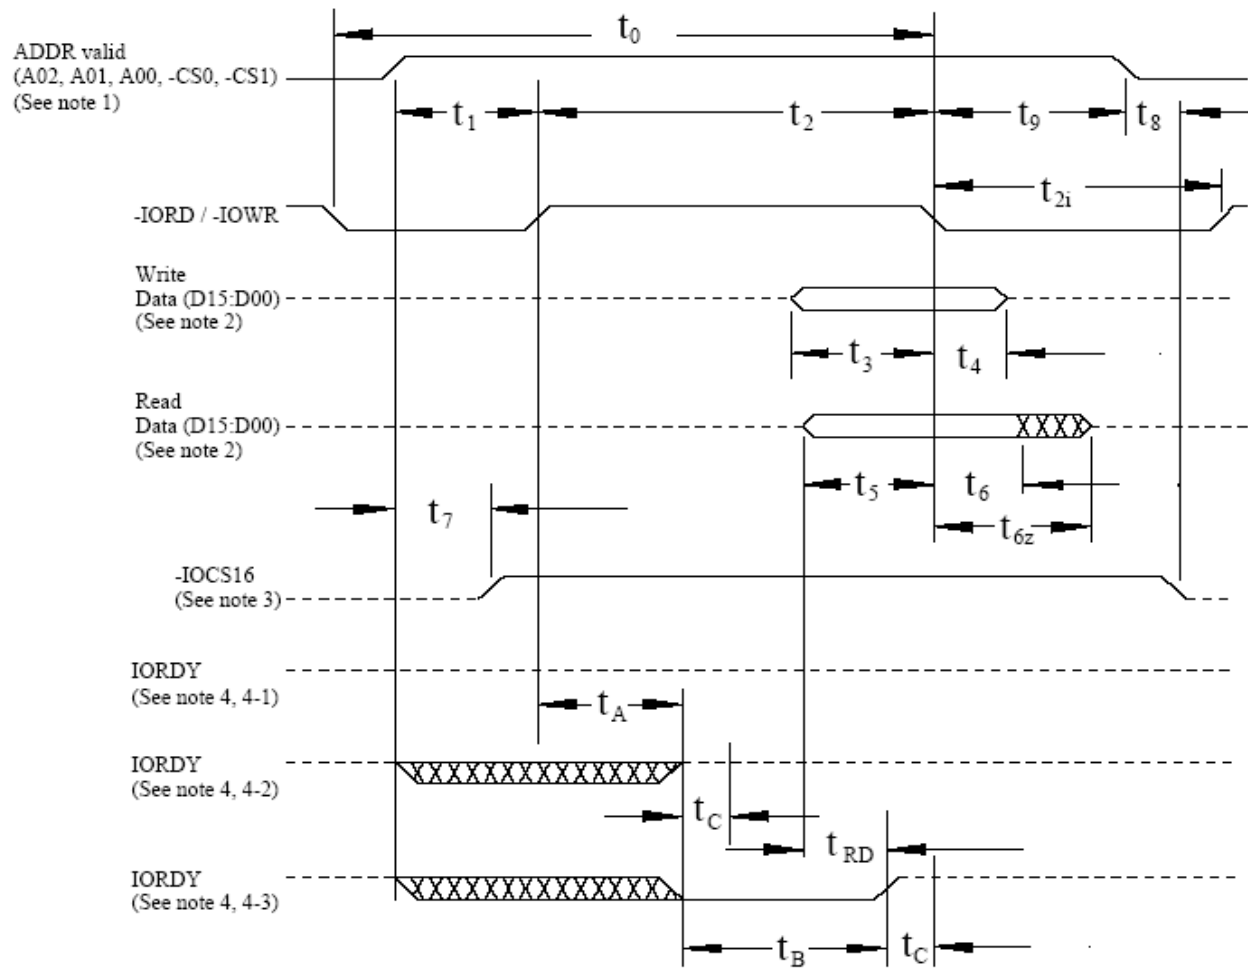 t0
ADDR valid
(A02, A01, A00, -CS0, -CS1)
(See note 1)
t1
t2
t9
t8
t2i
-IORD / -IOWR
Write
Data (D15:D00)
(See note 2)
t3
t4
Read
Data (D15:D00)
(See note 2)
t5
t6
t7
t6z
-IOCS16
(See note 3)
IORDY
(See note 4, 4-1)
tA
IORDY
(See note 4, 4-2)
tC
tRD
IORDY
(See note 4, 4-3)
tB
tC